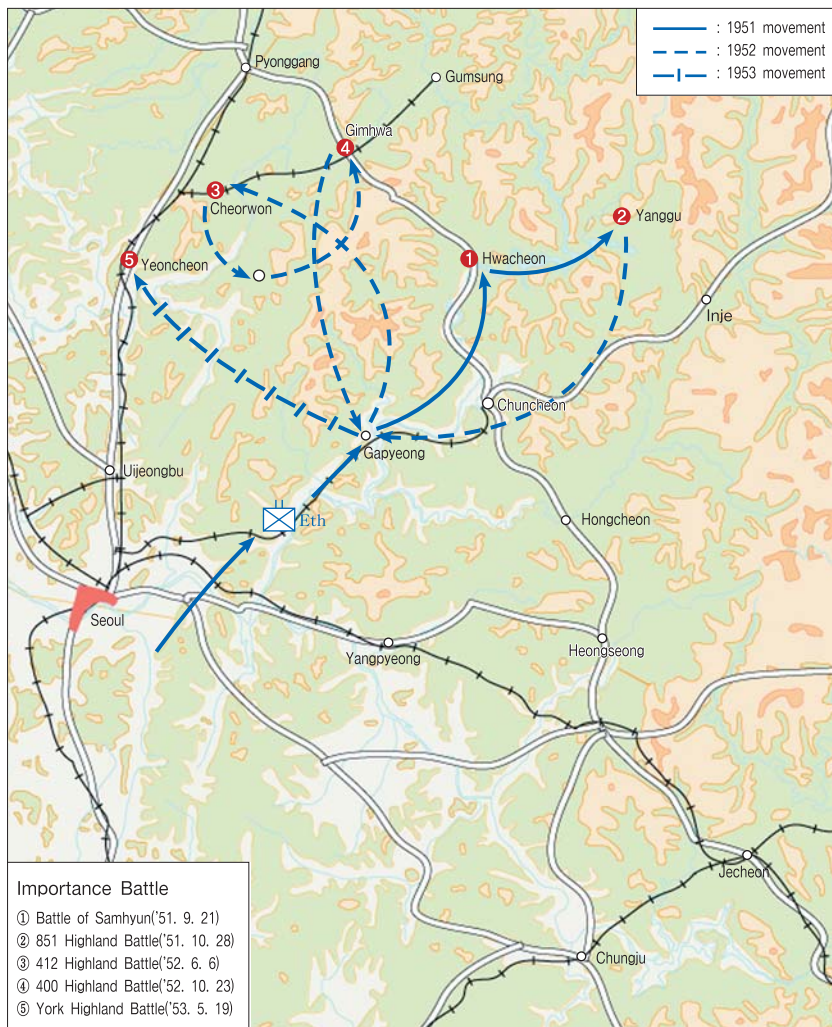 : 1951 movement
: 1952 movement
: 1953 movement
Pyonggang
Gumsung
Gimhwa
4
3
Cheorwon
2 Yanggu
5 Yeoncheon
1 Hwacheon
Inje
Chuncheon
Gapyeong
Uijeongbu
Eth
Hongcheon
Seoul
Yangpyeong
Heongseong
Jecheon
Chungju
Importance Battle
① Battle of Samhyun('51. 9. 21)
② 851 Highland Battle('51. 10. 28)
③ 412 Highland Battle('52. 6. 6)
④ 400 Highland Battle('52. 10. 23)
⑤ York Highland Battle('53. 5. 19)